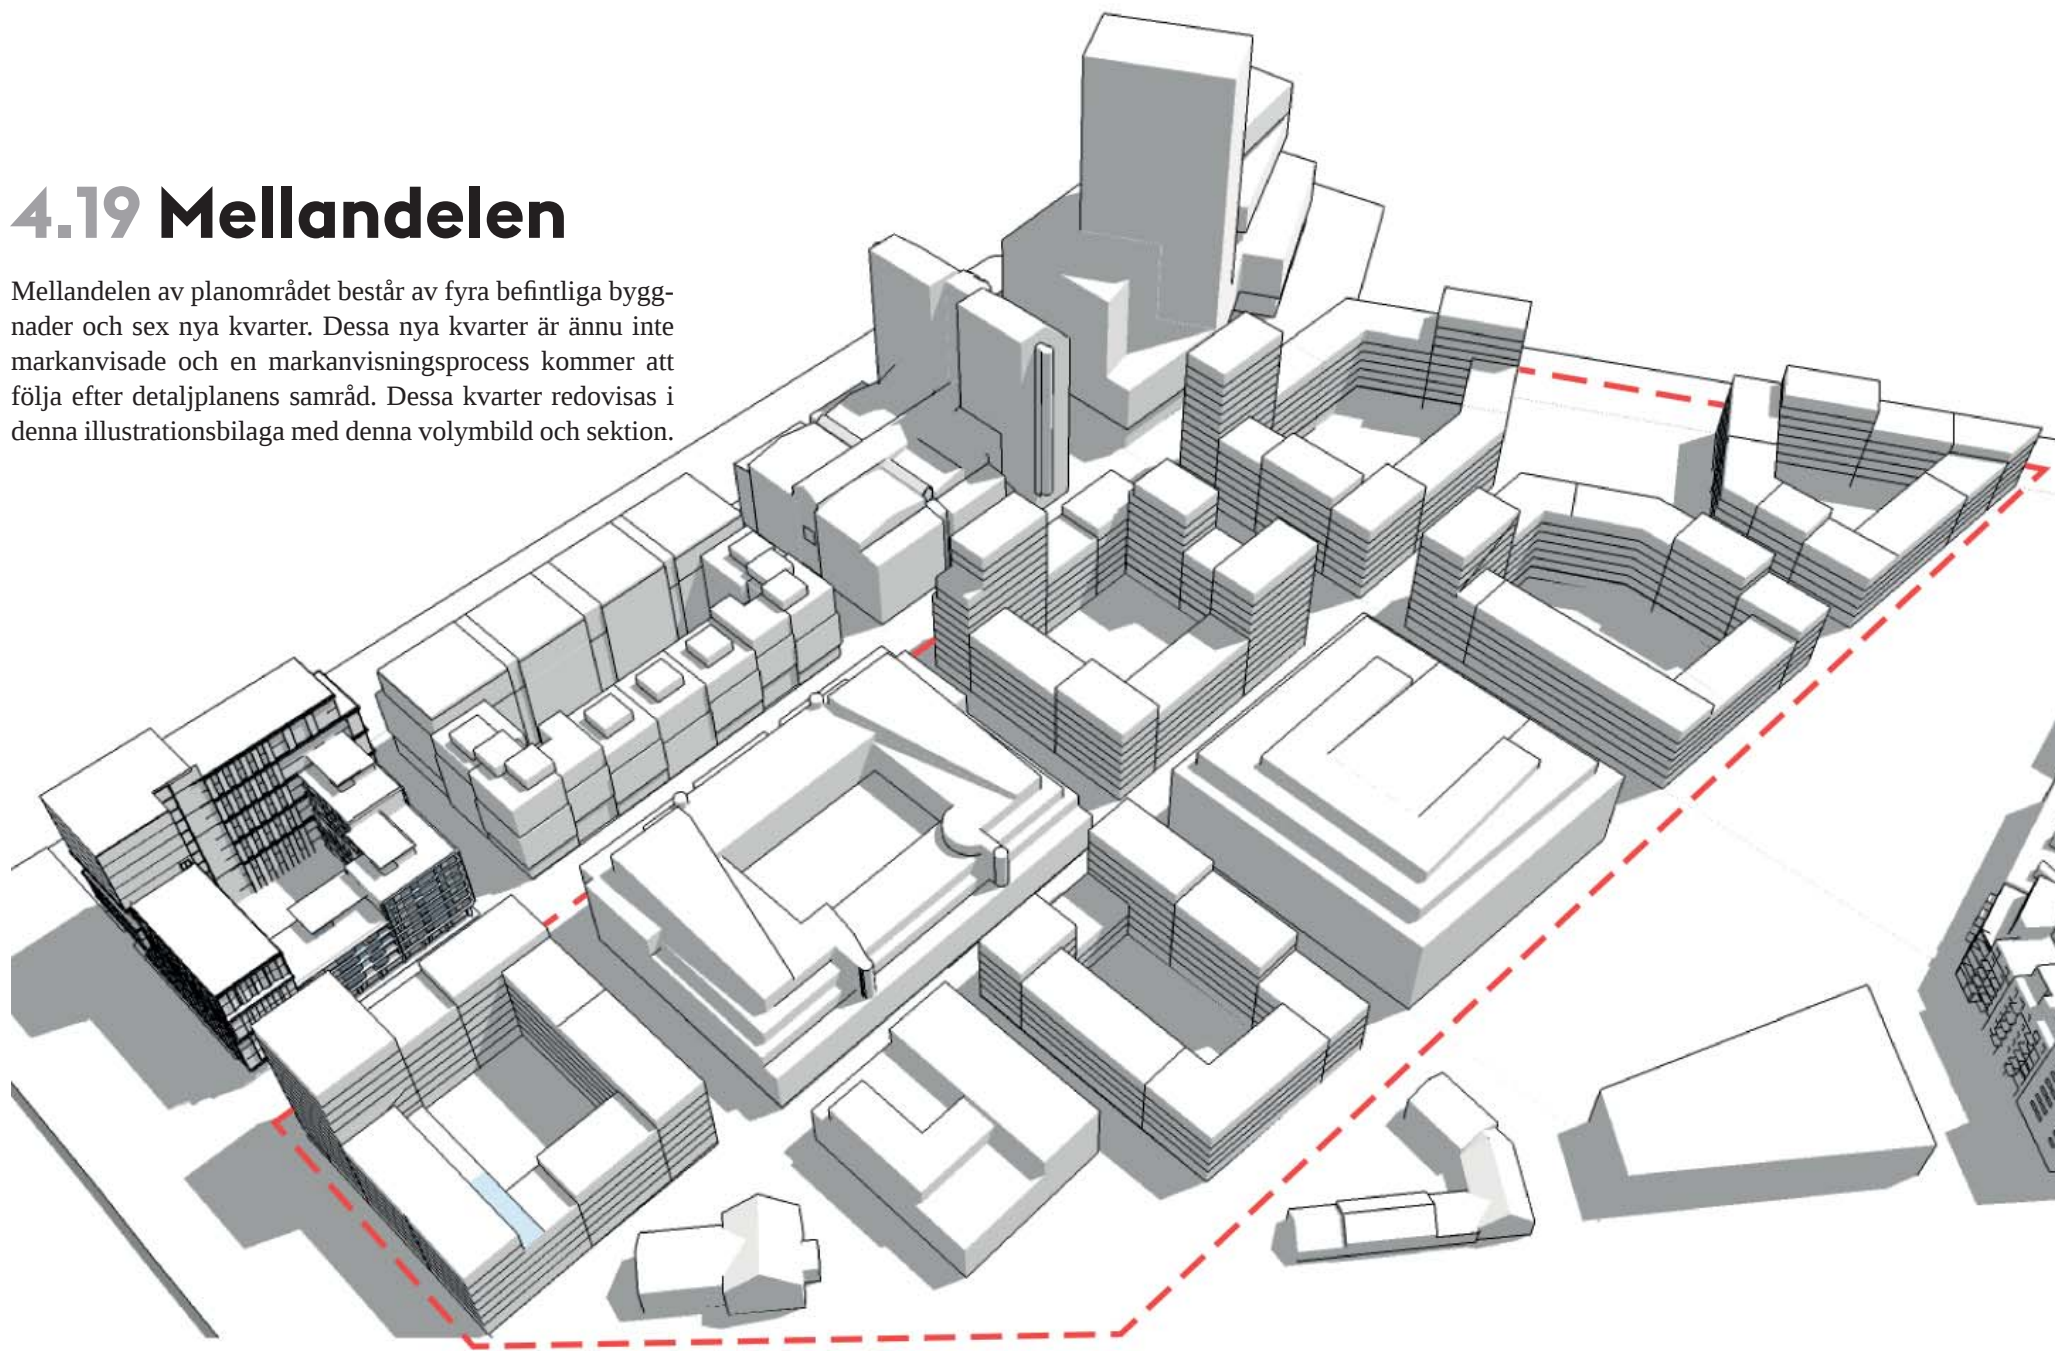 4.19 Mellandelen
Mellandelen av planområdet består av fyra befintliga bygg-
nader och sex nya kvarter. Dessa nya kvarter är ännu inte
markanvisade och en markanvisningsprocess kommer att
följa efter detaljplanens samråd. Dessa kvarter redovisas i
denna illustrationsbilaga med denna volymbild och sektion.